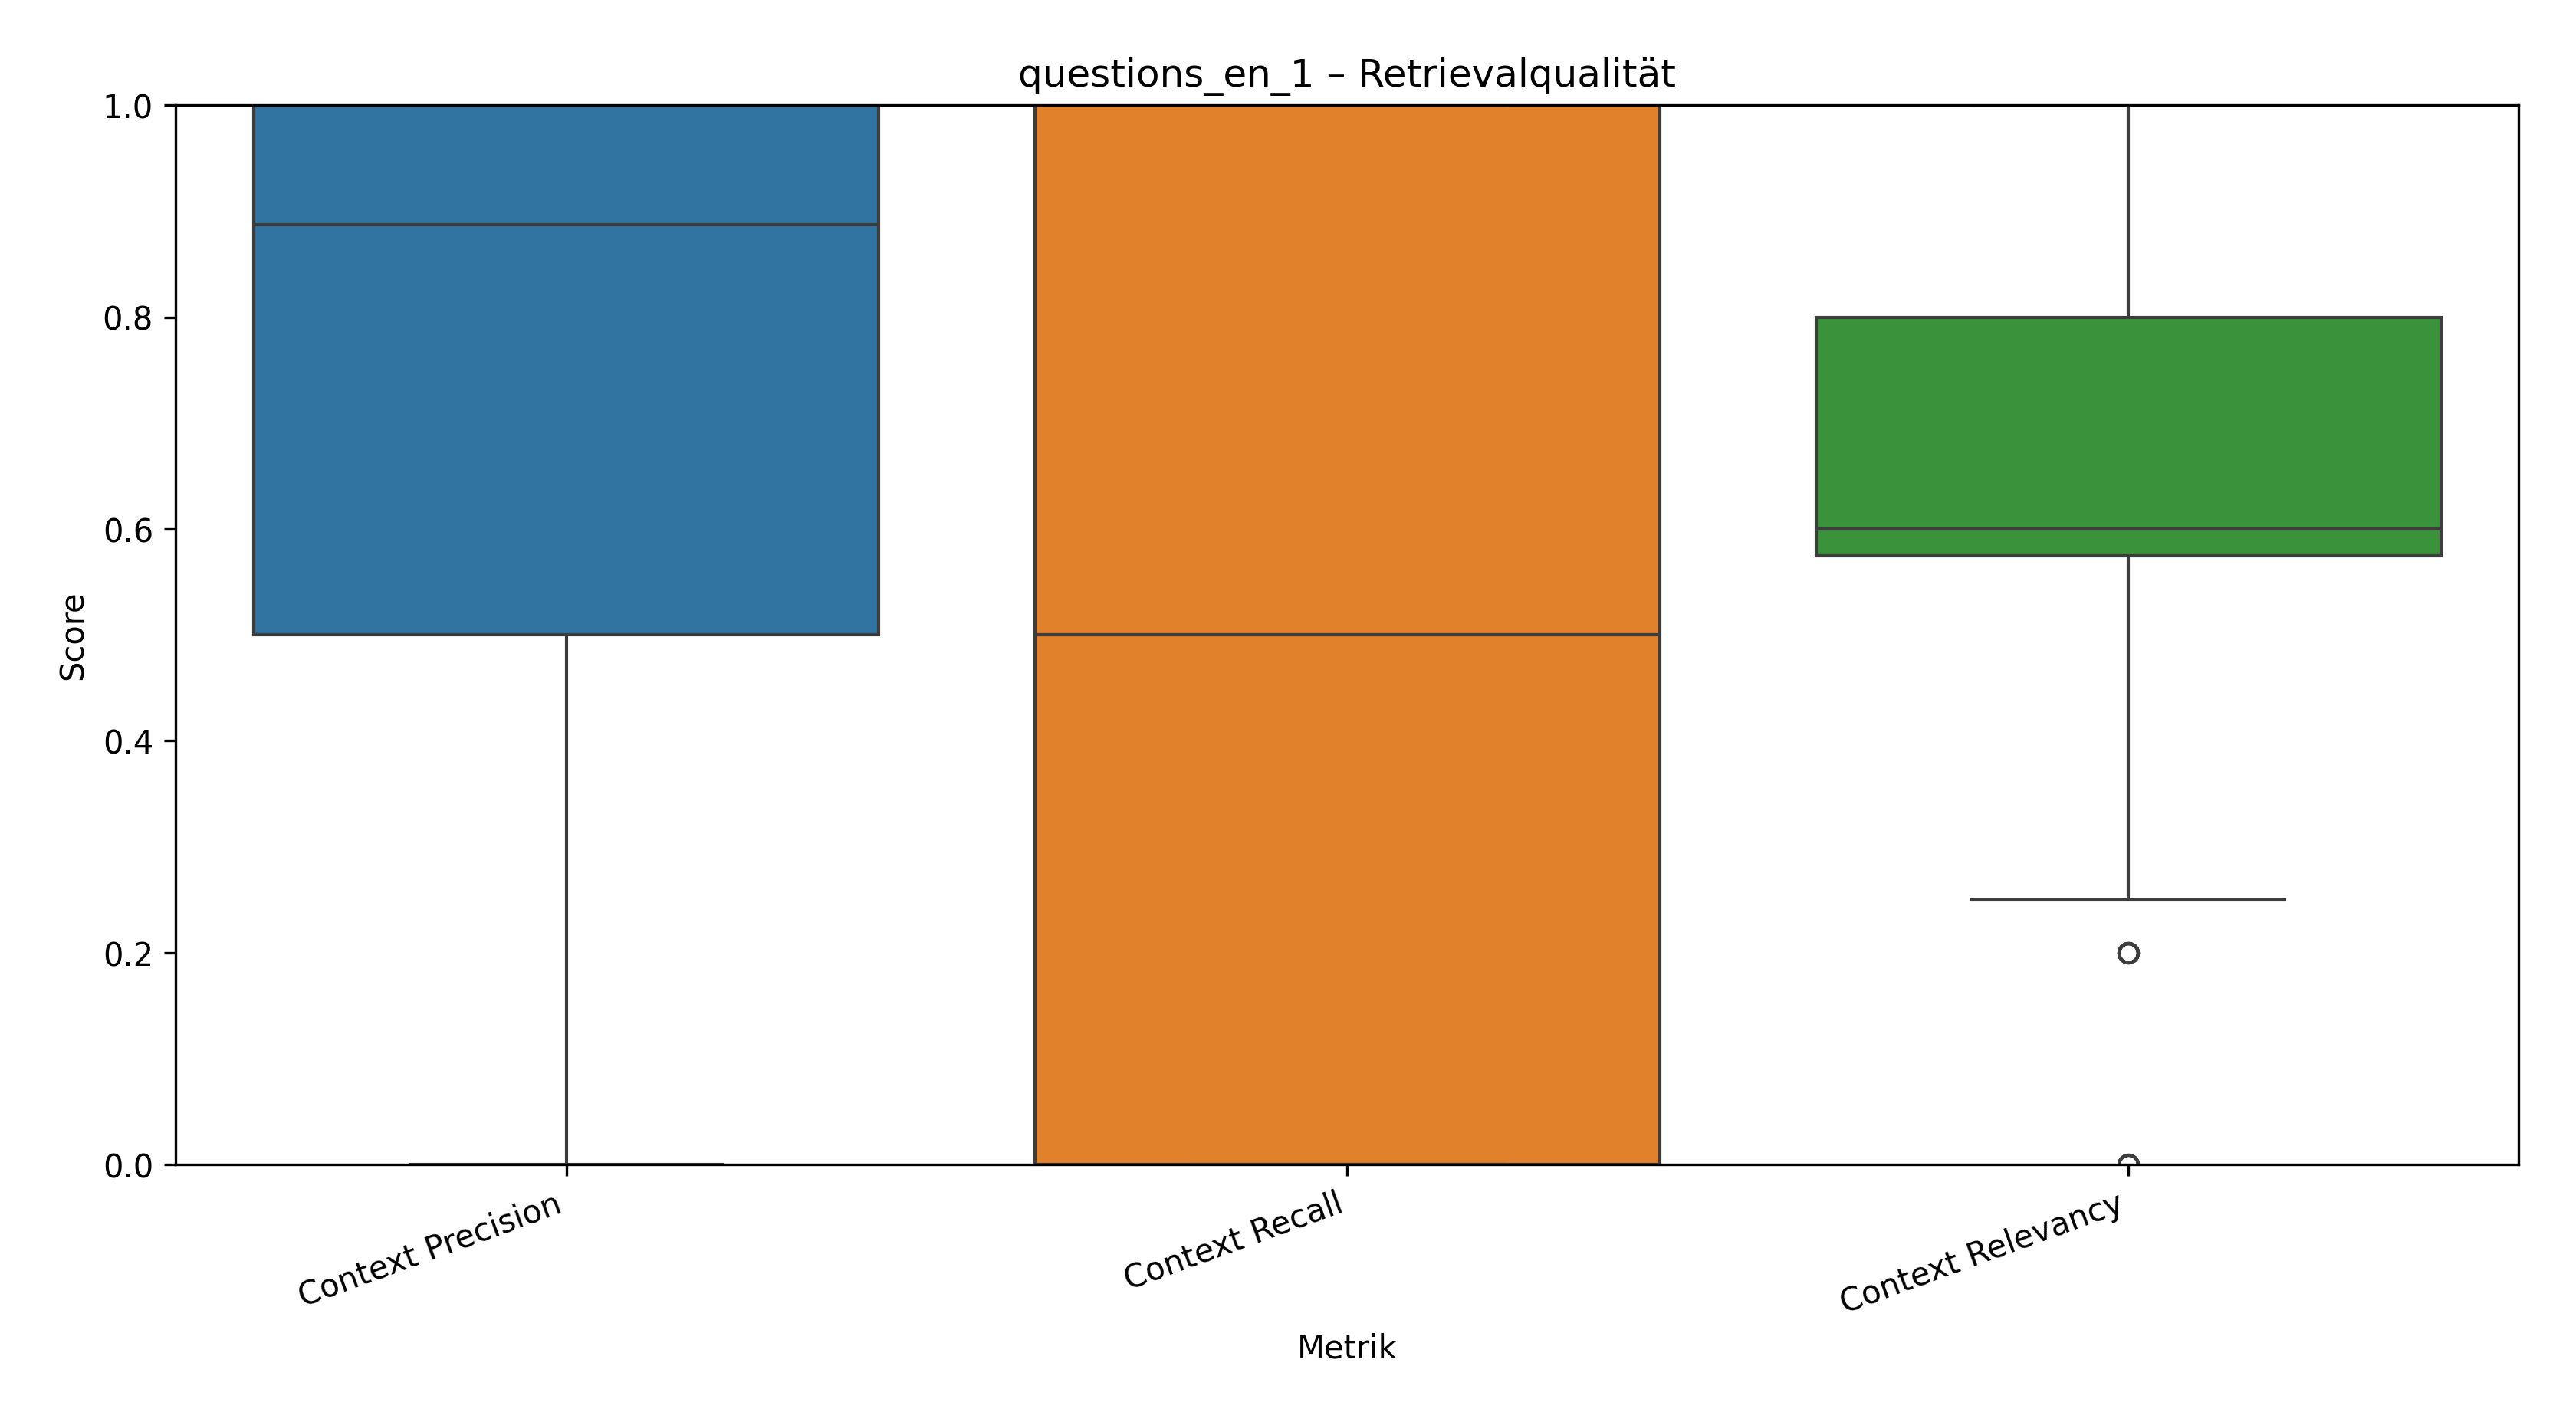 questions_en_1 – Retrievalqualität
1.0
0.8
0.6
0.4
0.2
0.0
Score
Context Precision
Context Recall
Context Relevancy
Metrik